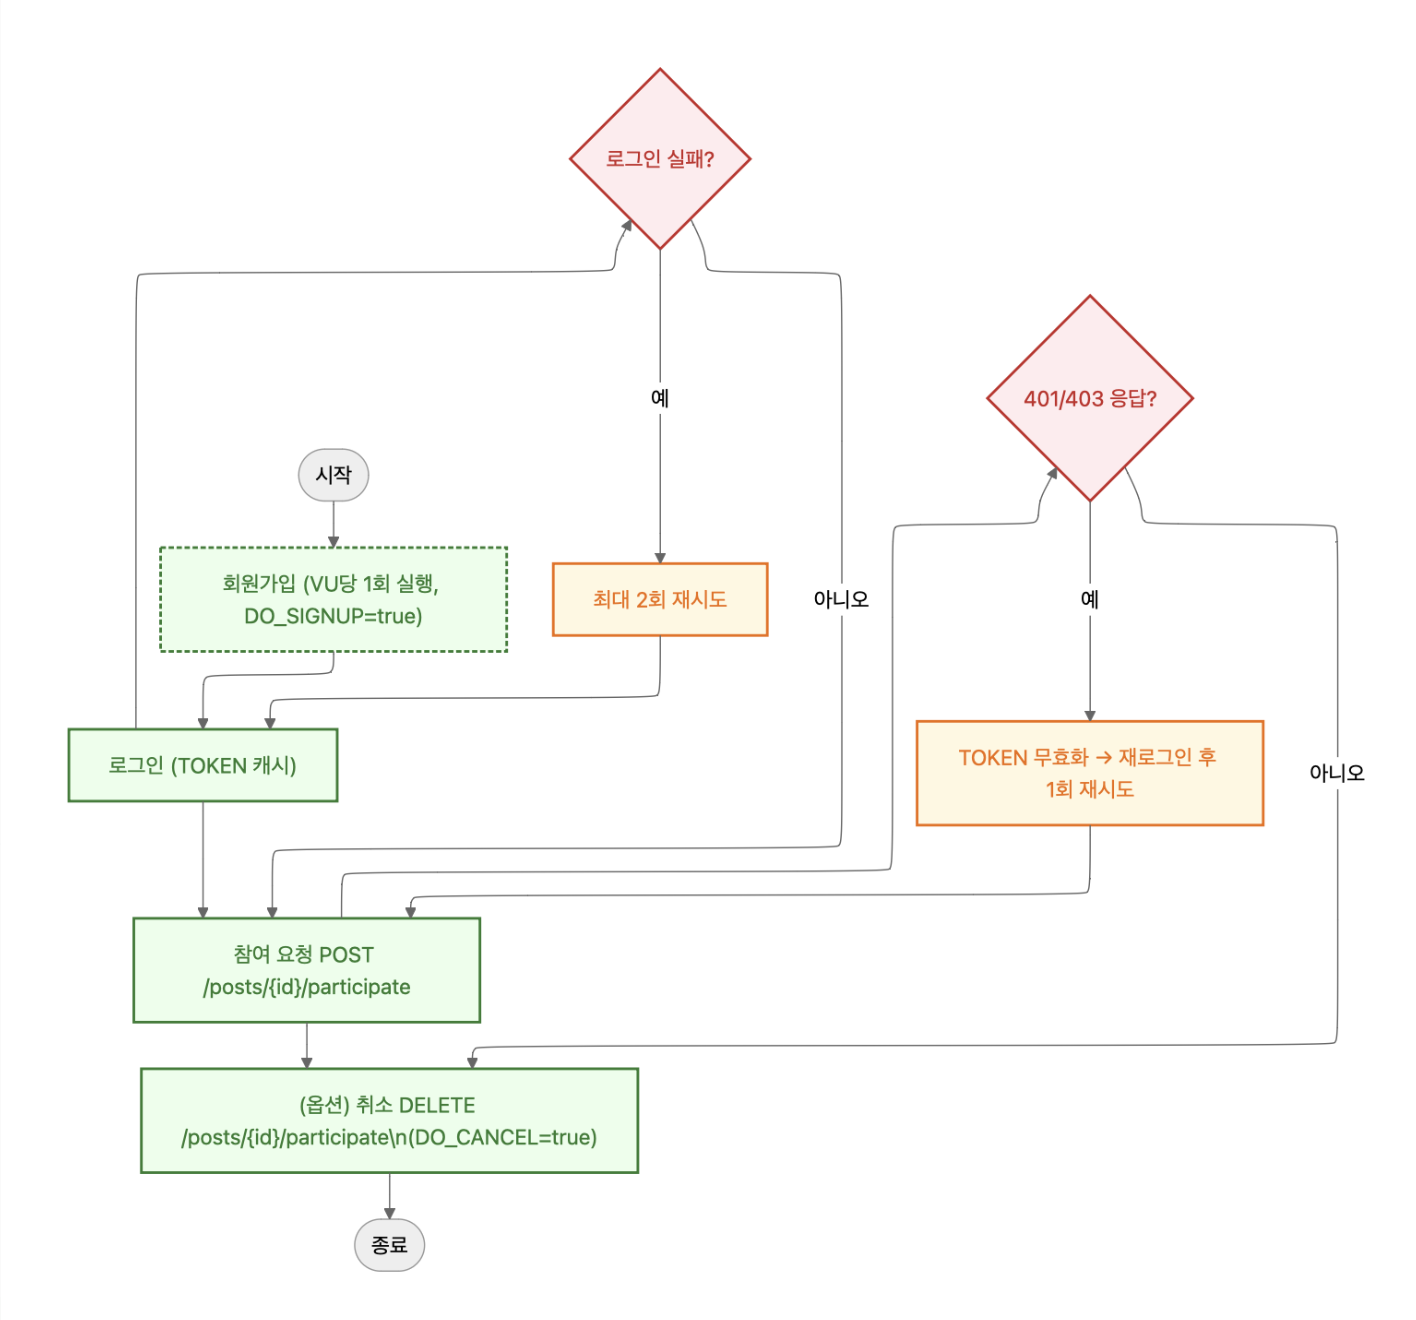 로그인 실패?
401/403 응답?
예
시작
회원가입 (VU당 1회 실행,
DO_SIGNUP=true)
최대 2회 재시도
아니오
예
로그인 (TOKEN 캐시)
TOKEN 무효화 → 재로그인 후
1회 재시도
아니오
참여 요청 POST
/posts/{id}/participate
(옵션) 취소 DELETE
/posts/{id}/participate\n(DO_CANCEL=true)
종료